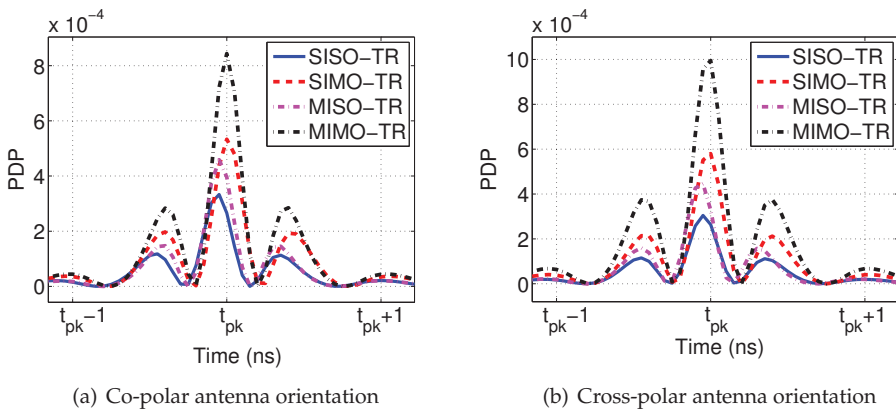 x 10⁻⁴
8
6
4
2
0
PDP
SISO−TR
SIMO−TR
MISO−TR
MIMO−TR
t_pk−1
t_pk
t_pk+1
Time (ns)
(a) Co-polar antenna orientation
x 10⁻⁴
10
8
6
4
2
0
PDP
SISO−TR
SIMO−TR
MISO−TR
MIMO−TR
t_pk−1
t_pk
t_pk+1
Time (ns)
(b) Cross-polar antenna orientation